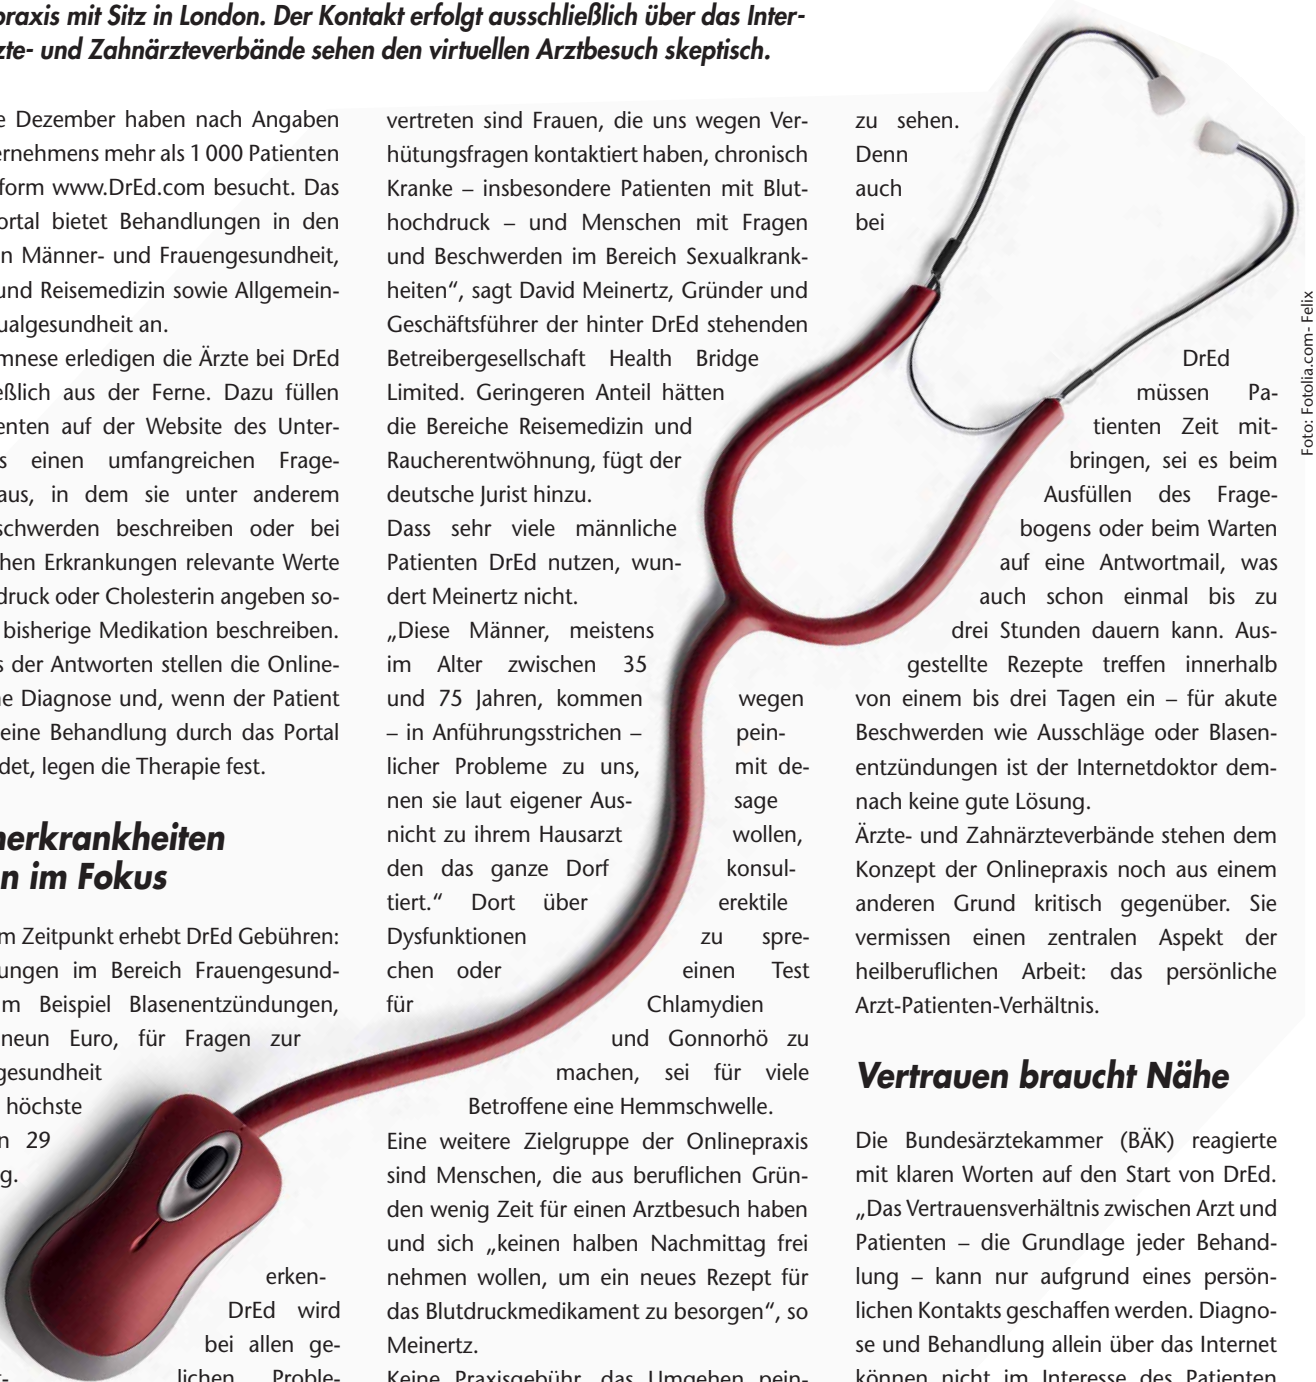 praxis mit Sitz in London. Der Kontakt erfolgt ausschließlich über das Inter-
zte- und Zahnärzteverbände sehen den virtuellen Arztbesuch skeptisch.
e Dezember haben nach Angaben
ernehmens mehr als 1 000 Patienten
form www.DrEd.com besucht. Das
ortal bietet Behandlungen in den
n Männer- und Frauengesundheit,
und Reisemedizin sowie Allgemein-
ualgesundheit an.
mnese erledigen die Ärzte bei DrEd
eßlich aus der Ferne. Dazu füllen
enten auf der Website des Unter-
s einen umfangreichen Frage-
aus, in dem sie unter anderem
schwerden beschreiben oder bei
hen Erkrankungen relevante Werte
druck oder Cholesterin angeben so-
bisherige Medikation beschreiben.
s der Antworten stellen die Online-
ne Diagnose und, wenn der Patient
eine Behandlung durch das Portal
det, legen die Therapie fest.
nerkrankheiten
n im Fokus
m Zeitpunkt erhebt DrEd Gebühren:
ungen im Bereich Frauengesund-
m Beispiel Blasenentzündungen,
neun Euro, für Fragen zur
gesundheit
höchste
n 29
g.
erken-
DrEd wird
bei allen ge-
lichen Proble-
vertreten sind Frauen, die uns wegen Ver-
hütungsfragen kontaktiert haben, chronisch
Kranke – insbesondere Patienten mit Blut-
hochdruck – und Menschen mit Fragen
und Beschwerden im Bereich Sexualkrank-
heiten“, sagt David Meinertz, Gründer und
Geschäftsführer der hinter DrEd stehenden
Betreibergesellschaft Health Bridge
Limited. Geringeren Anteil hätten
die Bereiche Reisemedizin und
Raucherentwöhnung, fügt der
deutsche Jurist hinzu.
Dass sehr viele männliche
Patienten DrEd nutzen, wun-
dert Meinertz nicht.
„Diese Männer, meistens
im Alter zwischen 35
und 75 Jahren, kommen wegen
– in Anführungsstrichen – pein-
licher Probleme zu uns, mit de-
nen sie laut eigener Aus- sage
nicht zu ihrem Hausarzt wollen,
den das ganze Dorf konsul-
tiert.“ Dort über erektile
Dysfunktionen zu spre-
chen oder einen Test
für Chlamydien
und Gonnorhö zu
machen, sei für viele
Betroffene eine Hemmschwelle.
Eine weitere Zielgruppe der Onlinepraxis
sind Menschen, die aus beruflichen Grün-
den wenig Zeit für einen Arztbesuch haben
und sich „keinen halben Nachmittag frei
nehmen wollen, um ein neues Rezept für
das Blutdruckmedikament zu besorgen“, so
Meinertz.
Keine Praxisgebühr, das Umgehen pein-
zu sehen.
Denn
auch
bei
DrEd
müssen Pa-
tienten Zeit mit-
bringen, sei es beim
Ausfüllen des Frage-
bogens oder beim Warten
auf eine Antwortmail, was
auch schon einmal bis zu
drei Stunden dauern kann. Aus-
gestellte Rezepte treffen innerhalb
von einem bis drei Tagen ein – für akute
Beschwerden wie Ausschläge oder Blasen-
entzündungen ist der Internetdoktor dem-
nach keine gute Lösung.
Ärzte- und Zahnärzteverbände stehen dem
Konzept der Onlinepraxis noch aus einem
anderen Grund kritisch gegenüber. Sie
vermissen einen zentralen Aspekt der
heilberuflichen Arbeit: das persönliche
Arzt-Patienten-Verhältnis.
Vertrauen braucht Nähe
Die Bundesärztekammer (BÄK) reagierte
mit klaren Worten auf den Start von DrEd.
„Das Vertrauensverhältnis zwischen Arzt und
Patienten – die Grundlage jeder Behand-
lung – kann nur aufgrund eines persön-
lichen Kontakts geschaffen werden. Diagno-
se und Behandlung allein über das Internet
können nicht im Interesse des Patienten
Foto: Fotolia.com- Felix